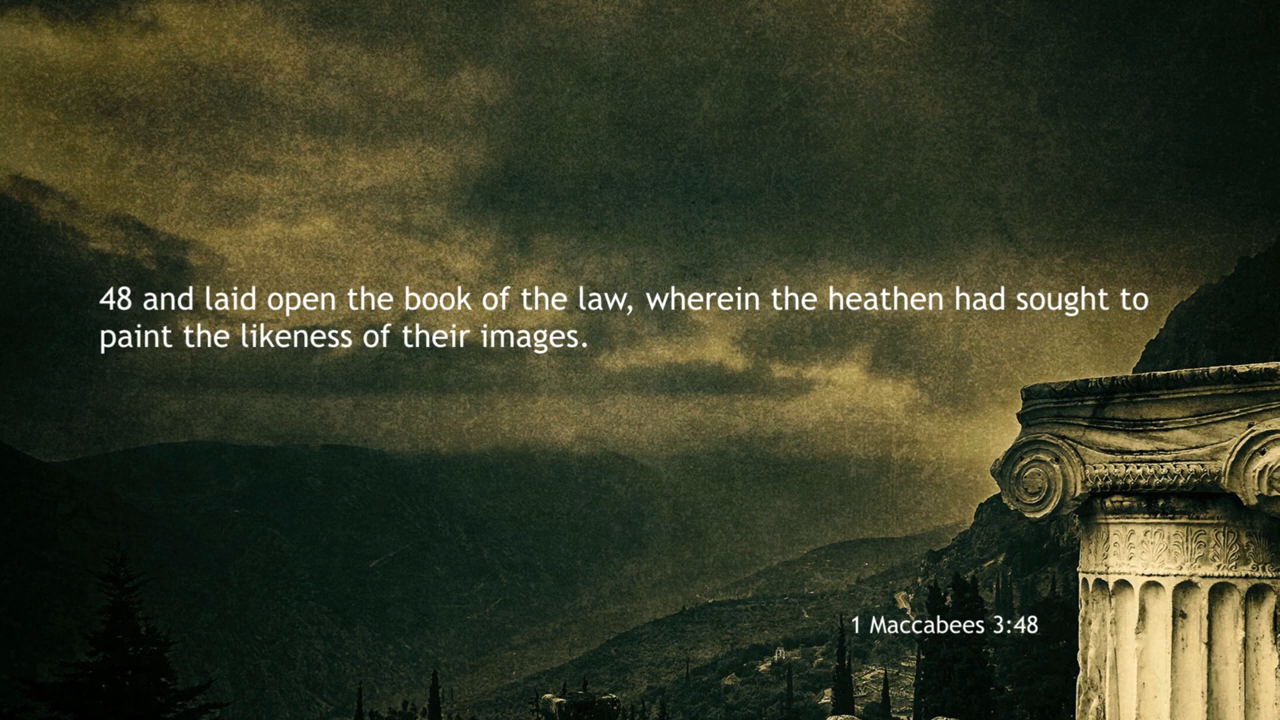 48 and laid open the book of the law, wherein the heathen had sought to
paint the likeness of their images.
1 Maccabees 3:48